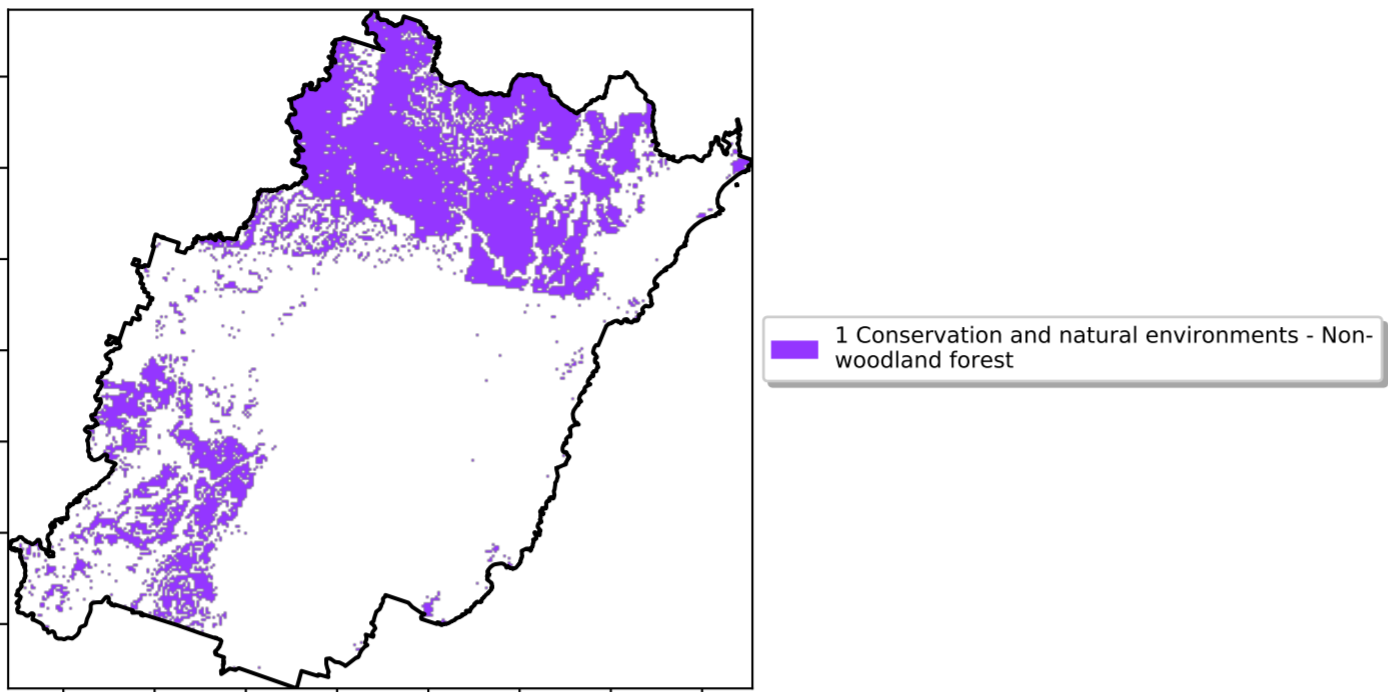 1 Conservation and natural environments - Non-
woodland forest